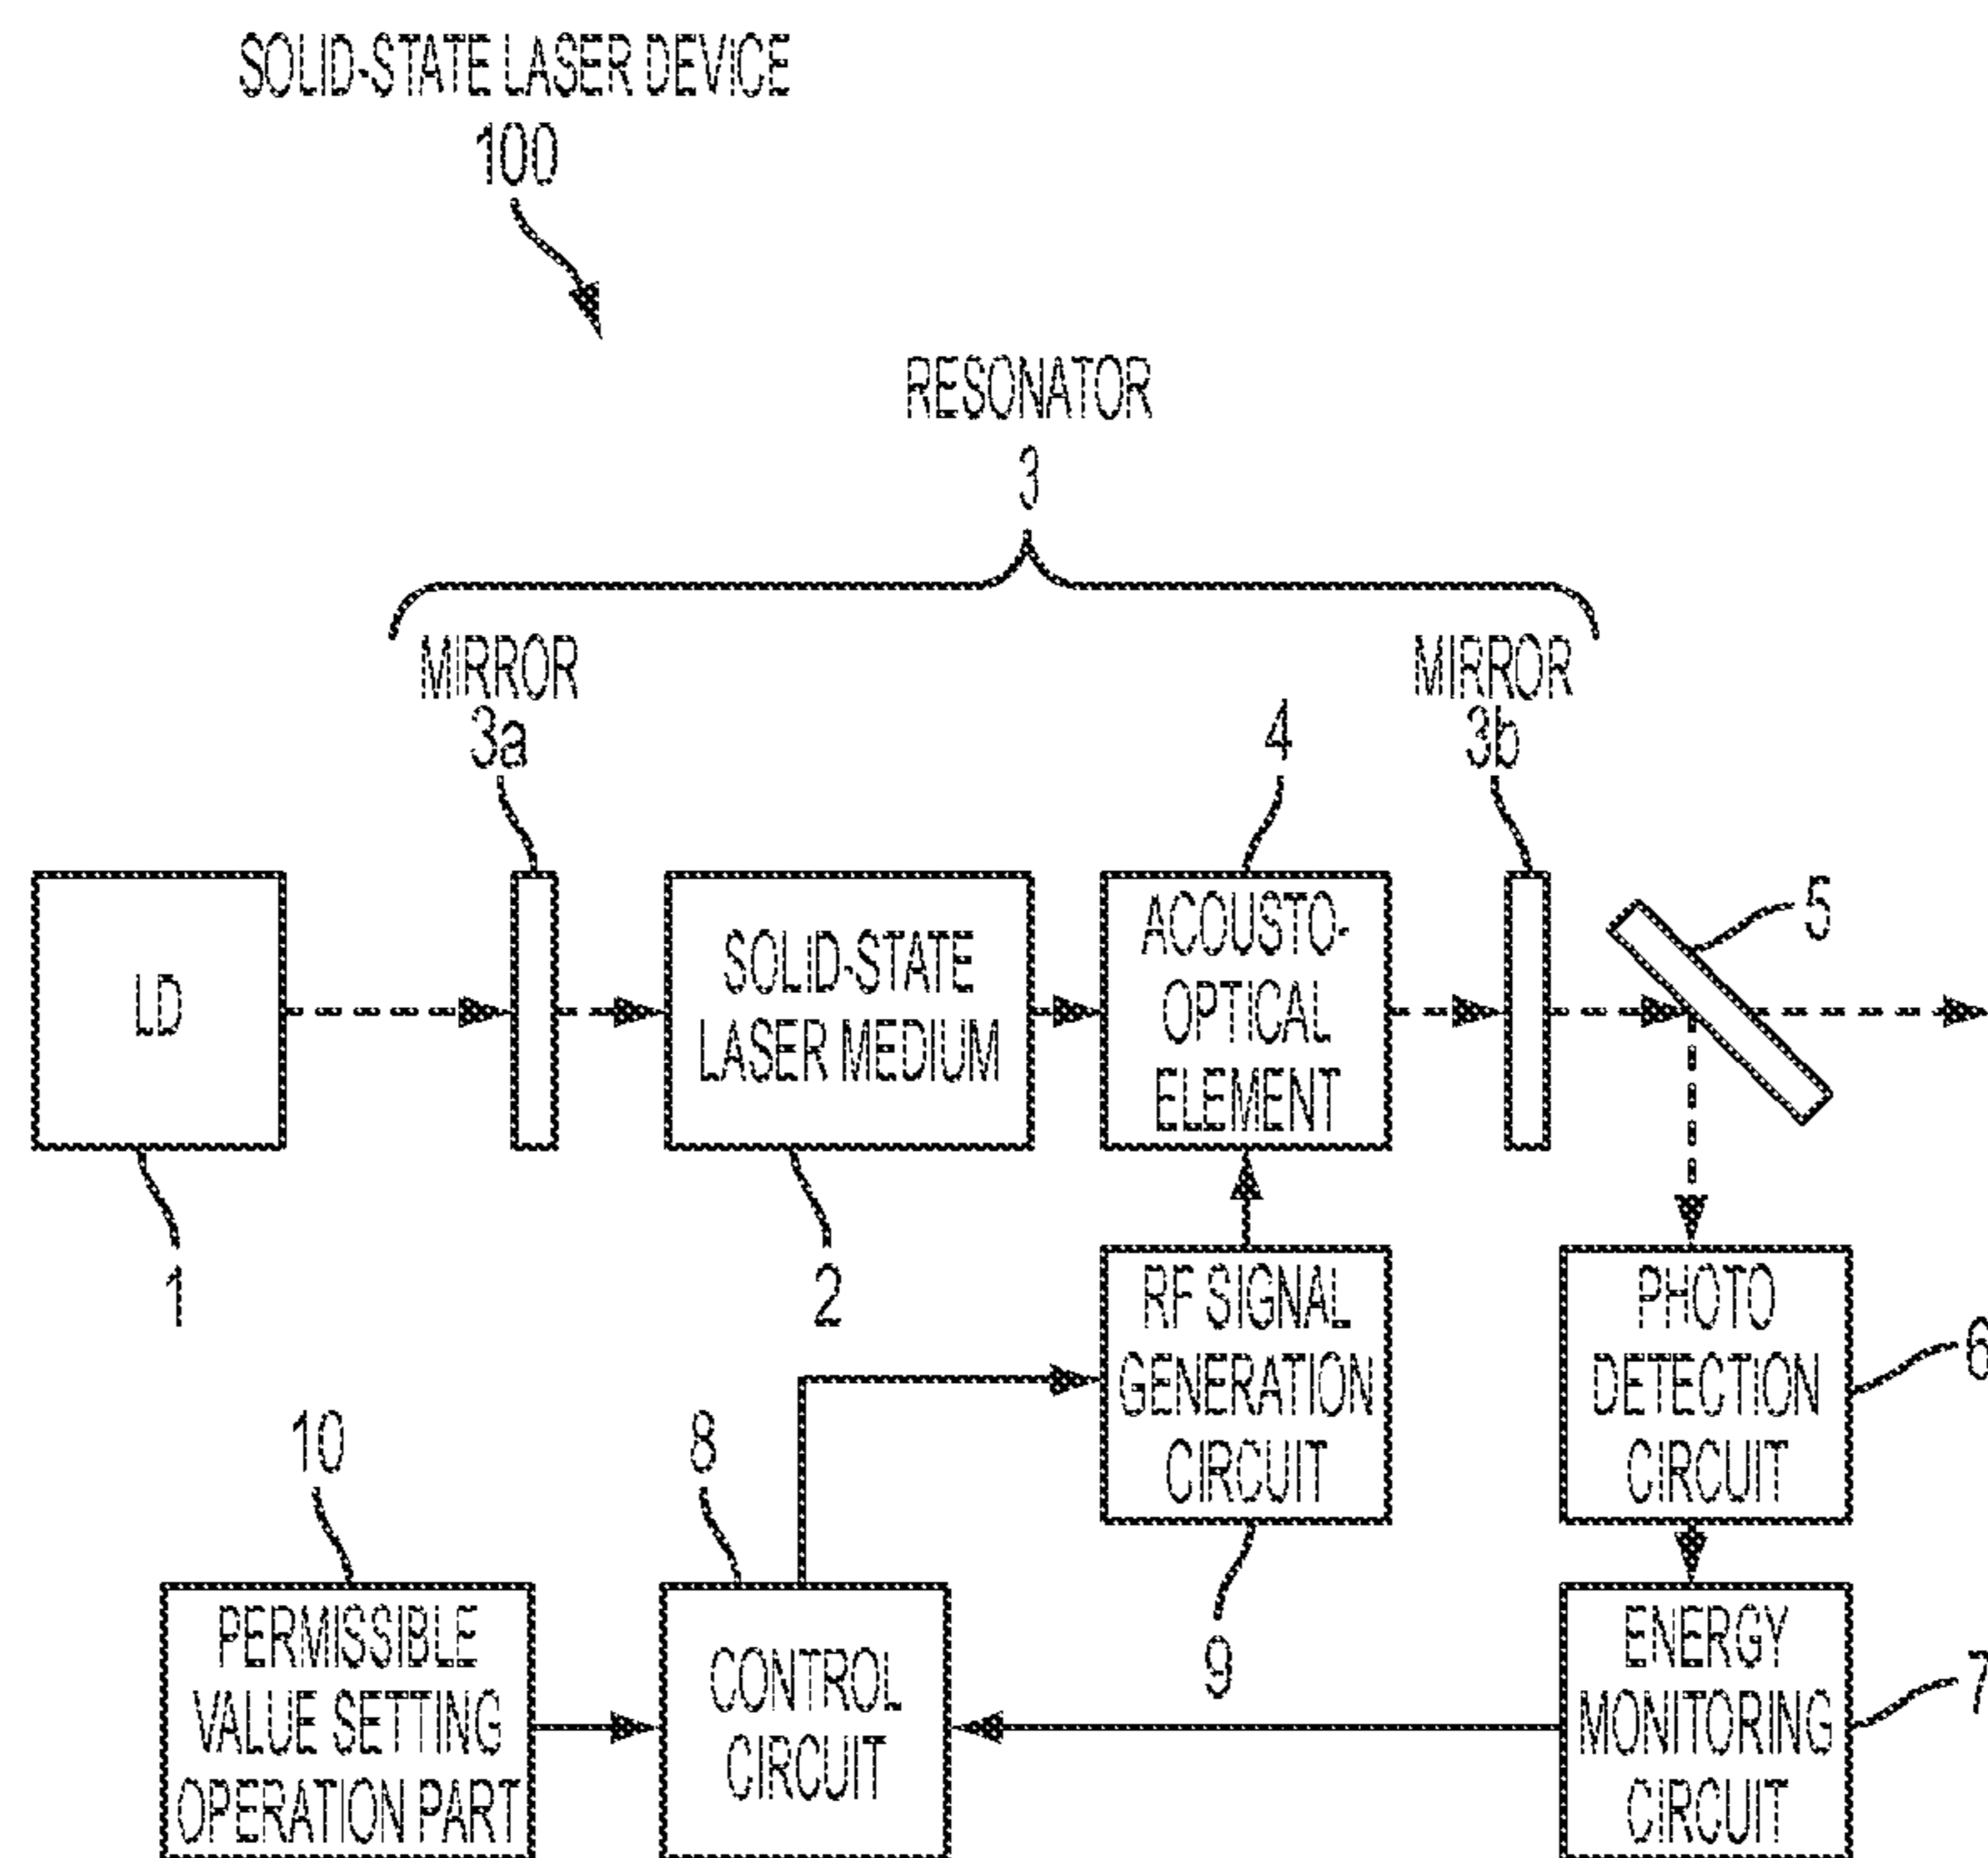 SOLID-STATE LASER DEVICE
100
RESONATOR
3
MIRROR
3a
4
MIRROR
3b
5
LD
SOLID-STATE
LASER MEDIUM
ACOUSTO-
OPTICAL
ELEMENT
1
2
RF SIGNAL
GENERATION
CIRCUIT
PHOTO
DETECTION
CIRCUIT
6
10
8
9
PERMISSIBLE
VALUE SETTING
OPERATION PART
CONTROL
CIRCUIT
ENERGY
MONITORING
CIRCUIT
7